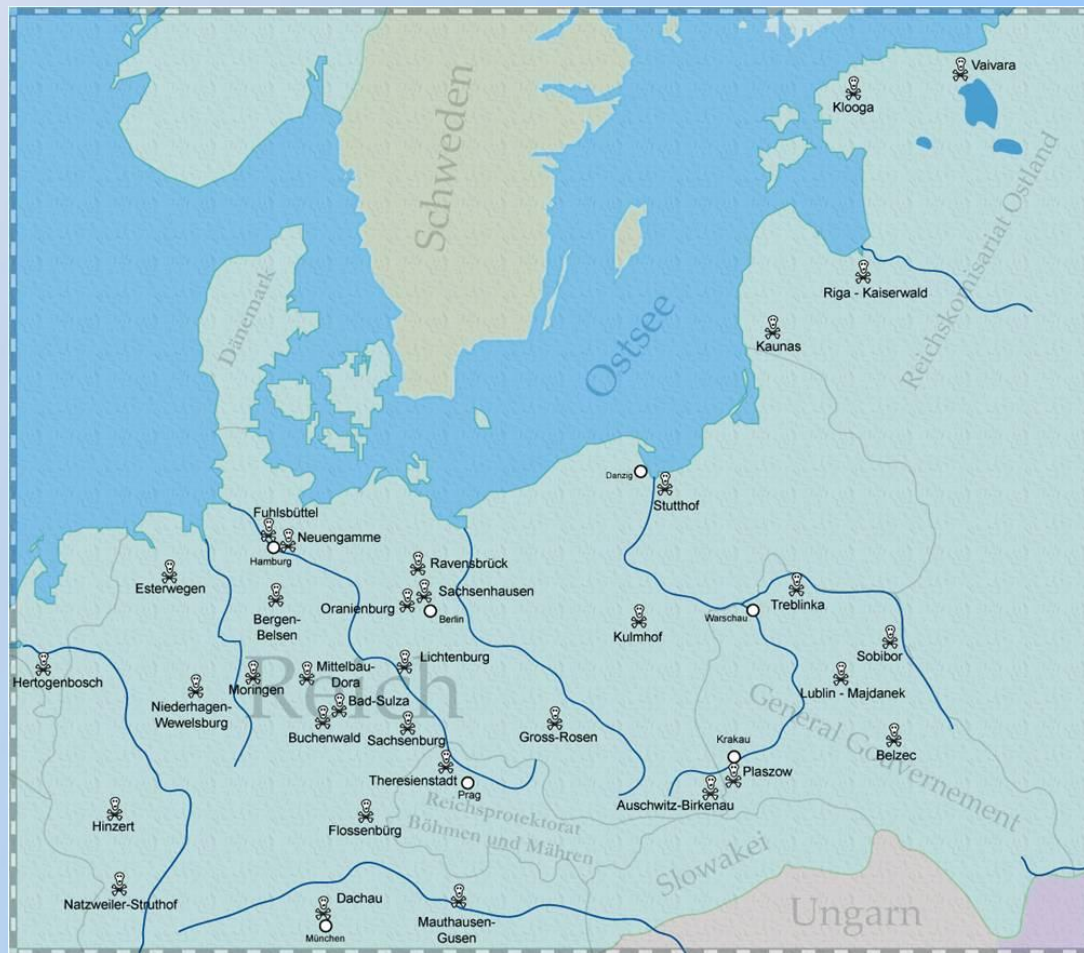 Vaivara
Klooga
Schweden
Reichskomisariat Ostland
Riga - Kaiserwald
Dänemark
Ostsee
Kaunas
Danzig
Stutthof
Fuhlsbüttel
Neuengamme
Hamburg
Ravensbrück
Esterwegen
Sachsenhausen
Oranienburg
Berlin
Bergen-
Belsen
Treblinka
Warschau
Kulmhof
Sobibor
Hertogenbosch
Lichtenburg
Mittelbau-
Dora
Moringen
Reich
Lublin - Majdanek
Niederhagen-
Wewelsburg
Bad-Sulza
Buchenwald
Sachsenburg
Gross-Rosen
General Gouvernement
Belzec
Krakau
Plaszow
Theresienstadt
Prag
Auschwitz-Birkenau
Reichsprotektorat
Böhmen und Mähren
Hinzert
Flossenbürg
Slowakei
Natzweiler-Struthof
Dachau
München
Mauthausen-
Gusen
Ungarn